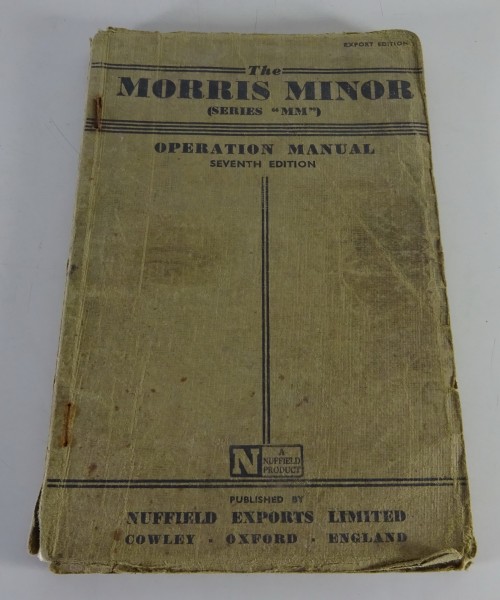 EXPORT EDITION
The
MORRIS MINOR
(SERIES "MM")
OPERATION MANUAL
SEVENTH EDITION
N
A
NUFFIELD
PRODUCT
PUBLISHED BY
NUFFIELD EXPORTS LIMITED
COWLEY · OXFORD · ENGLAND